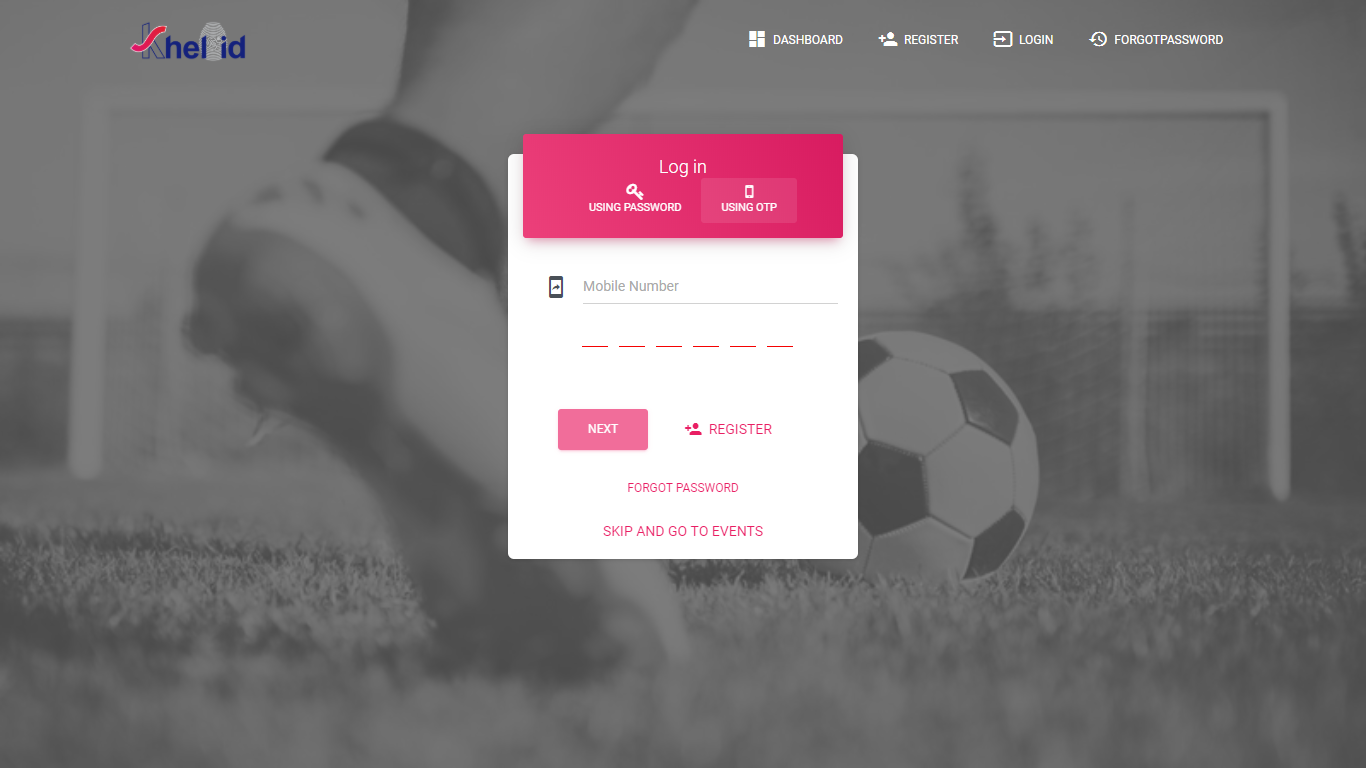 Khelid
DASHBOARD
REGISTER
LOGIN
FORGOTPASSWORD
Log in
USING PASSWORD
USING OTP
Mobile Number
NEXT
REGISTER
FORGOT PASSWORD
SKIP AND GO TO EVENTS